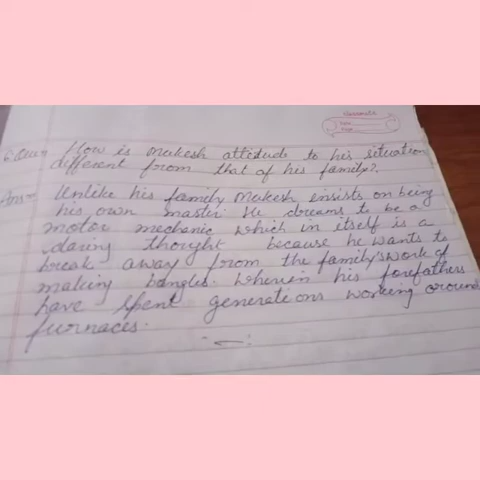 6 Que- How is Mukesh attitude to his situation
different from that of his family?
Ans- Unlike his family Mukesh insists on being
his own master. He dreams to be a
motor mechanic which in itself is a
daring thought because he wants to
break away from the family's work of
making bangles. Wherein his forefathers
have spent generations working around
furnaces.